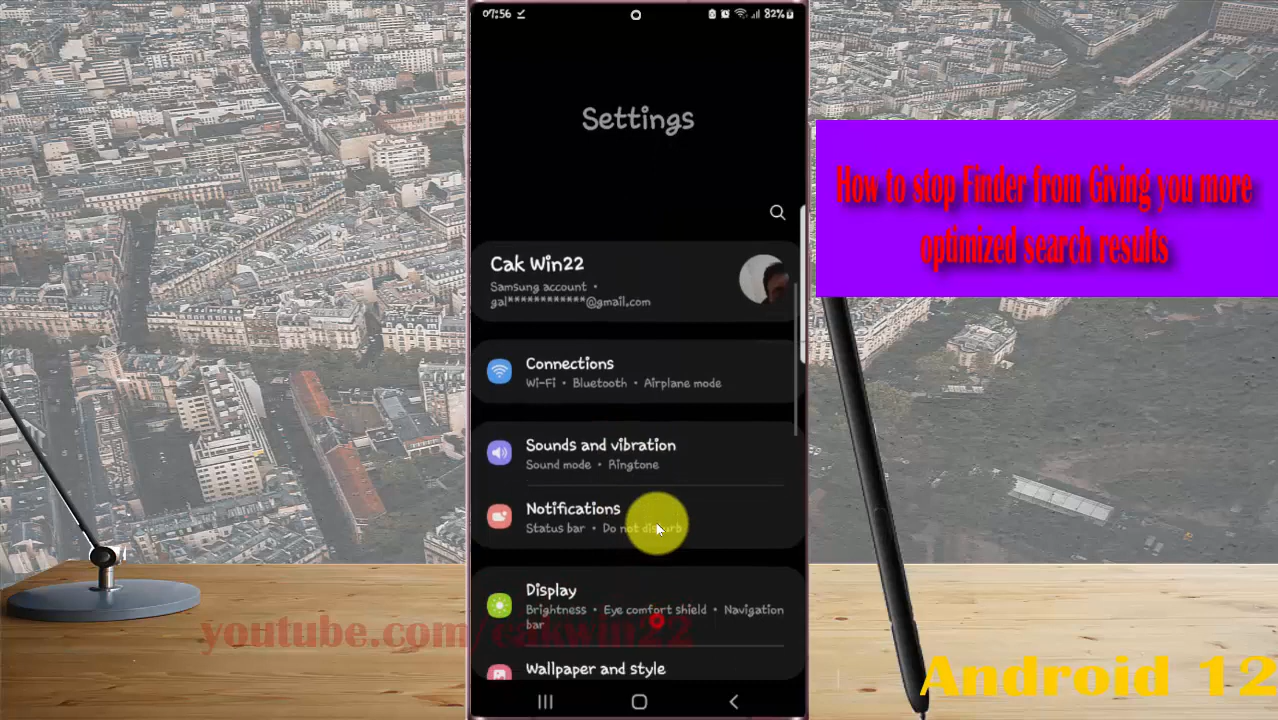 07:56
82%
Settings
Cak Win22
Samsung account •
gal***********@gmail.com
Connections
Wi-Fi • Bluetooth • Airplane mode
Sounds and vibration
Sound mode • Ringtone
Notifications
Status bar • Do not disturb
Display
Brightness • Eye comfort shield • Navigation
bar
Wallpaper and style
How to stop Finder from Giving you more
optimized search results
youtube.com/cakwin22
Android 12